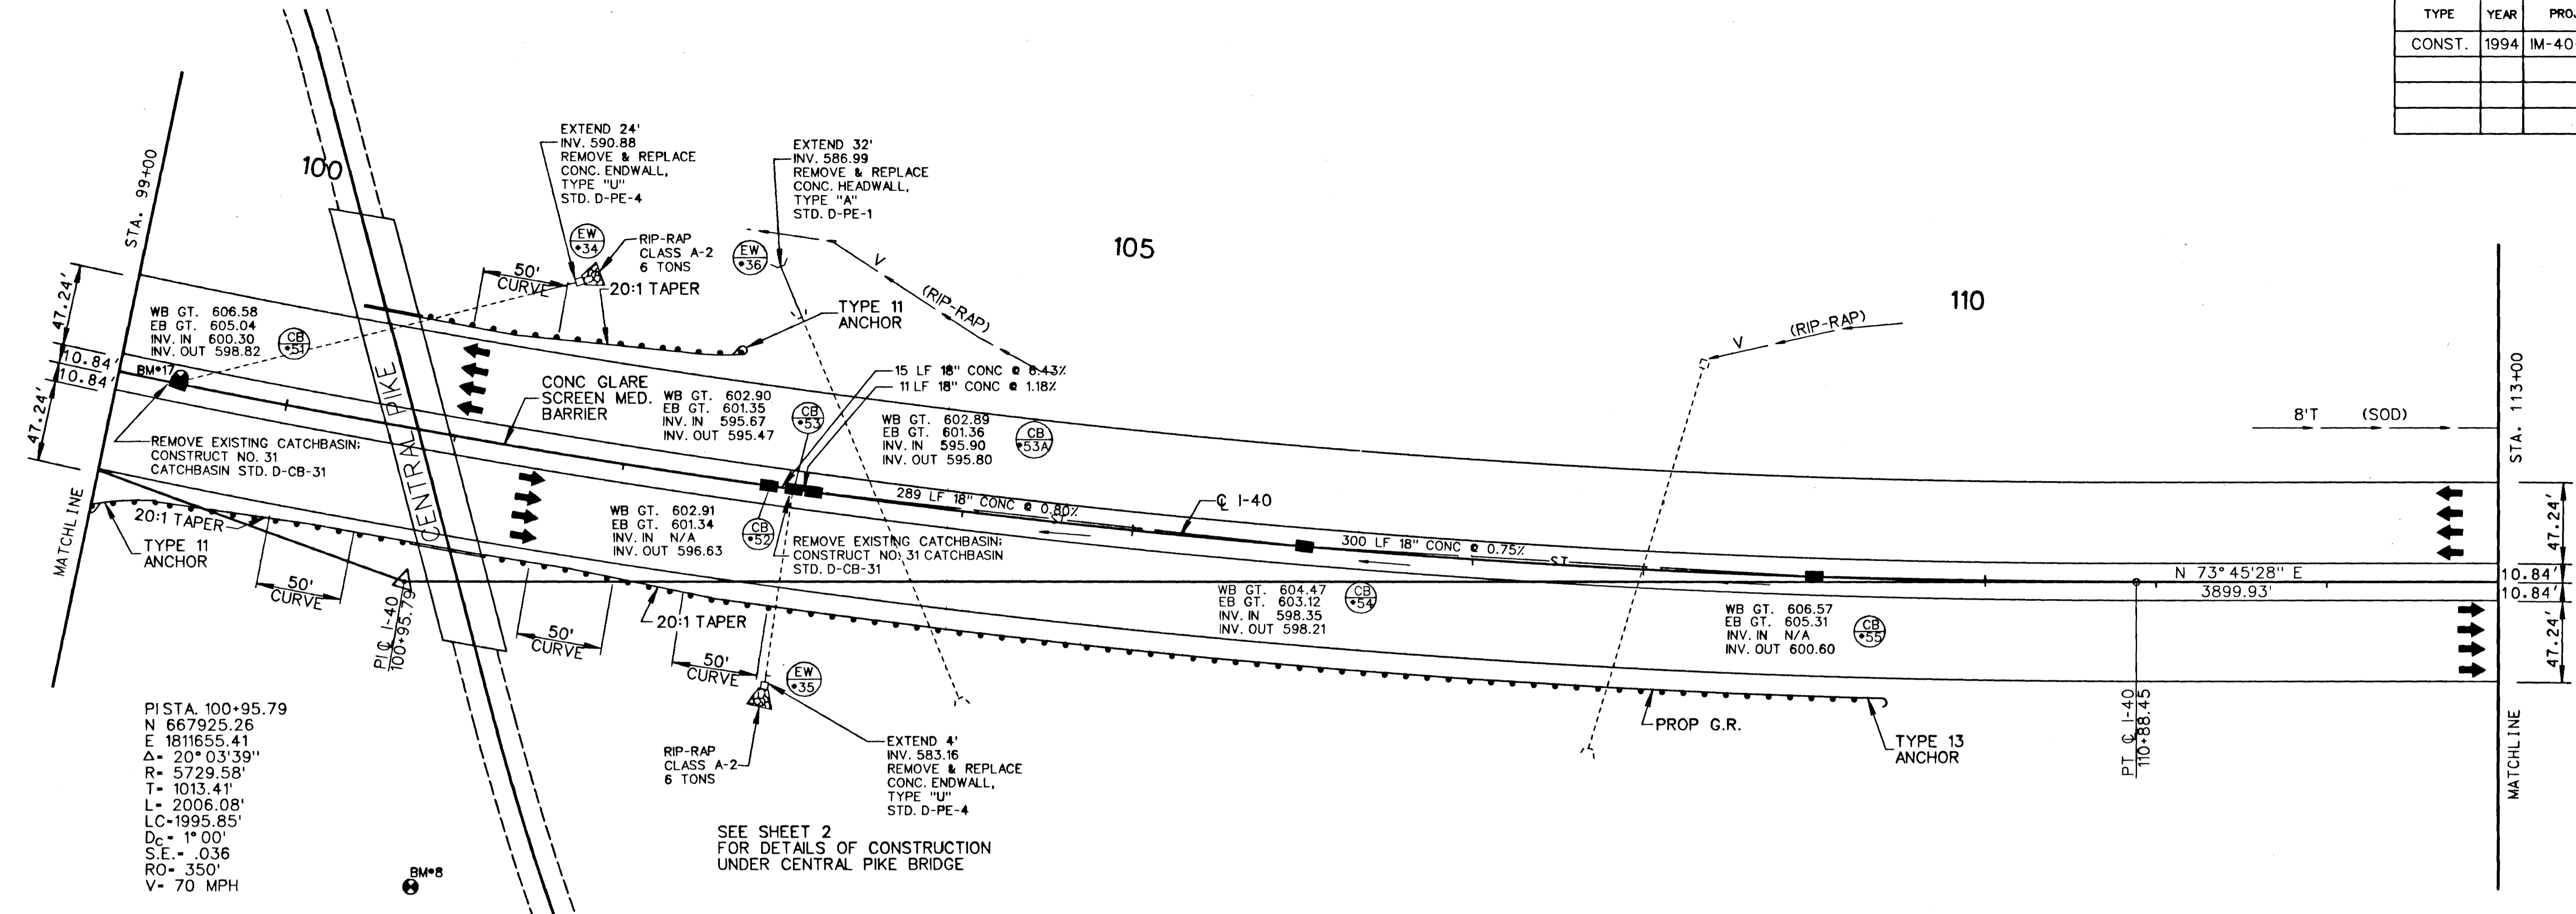 TYPE YEAR
CONST. 1994 IM-40
STA. 99+00
100
EXTEND 24'
INV. 590.88
REMOVE & REPLACE
CONC. ENDWALL,
TYPE "U"
STD. D-PE-4
EXTEND 32'
INV. 586.99
REMOVE & REPLACE
CONC. HEADWALL,
TYPE "A"
STD. D-PE-1
EW
•34
RIP-RAP
CLASS A-2
6 TONS
EW
•36
V
(RIP-RAP)
105
110
V
(RIP-RAP)
50'
CURVE
20:1 TAPER
TYPE 11
ANCHOR
47.24'
10.84'
10.84'
47.24'
WB GT. 606.58
EB GT. 605.04
INV. IN 600.30
INV. OUT 598.82
CB
•51
BM•17
REMOVE EXISTING CATCHBASIN;
CONSTRUCT NO. 31
CATCHBASIN STD. D-CB-31
CENTRAL PIKE
CONC GLARE
SCREEN MED.
BARRIER
WB GT. 602.90
EB GT. 601.35
INV. IN 595.67
INV. OUT 595.47
CB
•53
15 LF 18" CONC @ 6.43%
11 LF 18" CONC @ 1.18%
WB GT. 602.89
EB GT. 601.36
INV. IN 595.90
INV. OUT 595.80
CB
•53A
289 LF 18" CONC @ 0.80%
ST
℄ I-40
300 LF 18" CONC @ 0.75%
ST
8'T (SOD)
STA. 113+00
47.24'
10.84'
10.84'
47.24'
N 73° 45'28" E
3899.93'
MATCHLINE
20:1 TAPER
TYPE 11
ANCHOR
50'
CURVE
PI ℄ I-40
100+95.79
WB GT. 602.91
EB GT. 601.34
INV. IN N/A
INV. OUT 596.63
CB
•52
REMOVE EXISTING CATCHBASIN;
CONSTRUCT NO. 31 CATCHBASIN
STD. D-CB-31
50'
CURVE
20:1 TAPER
50'
CURVE
EW
•35
WB GT. 604.47
EB GT. 603.12
INV. IN 598.35
INV. OUT 598.21
CB
•54
WB GT. 606.57
EB GT. 605.31
INV. IN N/A
INV. OUT 600.60
CB
•55
PROP G.R.
TYPE 13
ANCHOR
PT ℄ I-40
110+88.45
MATCHLINE
RIP-RAP
CLASS A-2
6 TONS
EXTEND 4'
INV. 583.16
REMOVE & REPLACE
CONC. ENDWALL,
TYPE "U"
STD. D-PE-4
PI STA. 100+95.79
N 667925.26
E 1811655.41
Δ= 20° 03'39"
R= 5729.58'
T= 1013.41'
L= 2006.08'
LC=1995.85'
Dc= 1° 00'
S.E.= .036
RO= 350'
V= 70 MPH
BM•8
SEE SHEET 2
FOR DETAILS OF CONSTRUCTION
UNDER CENTRAL PIKE BRIDGE